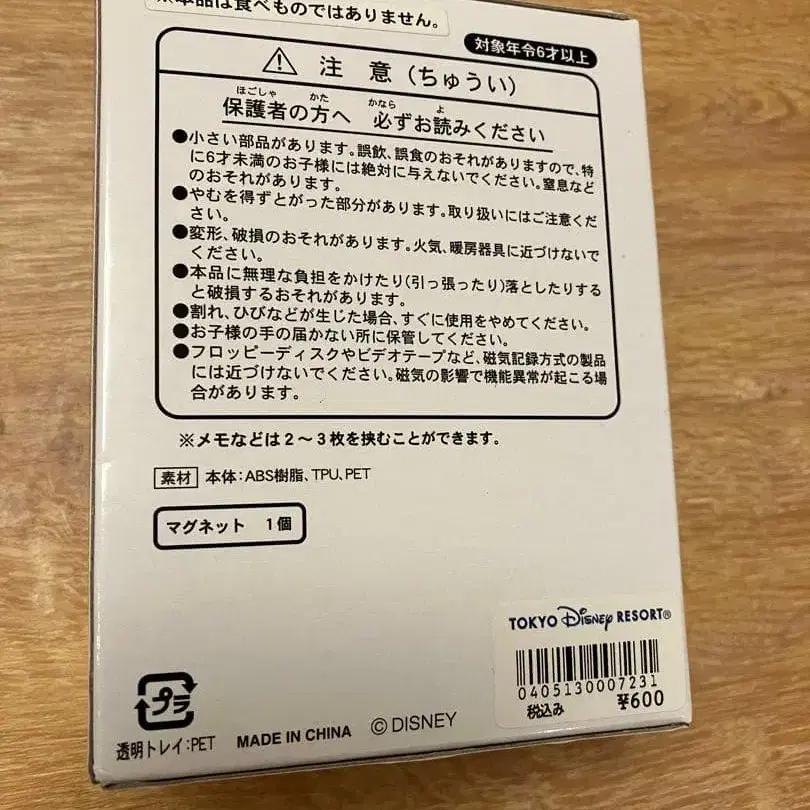 ※本品は食べものではありません。
対象年令6才以上
注 意 (ちゅうい)
ほごしゃ かた かなら よ
保護者の方へ 必ずお読みください
●小さい部品があります。誤飲、誤食のおそれがありますので、特
に6才未満のお子様には絶対に与えないでください。窒息など
のおそれがあります。
●やむを得ずとがった部分があります。取り扱いにはご注意くだ
さい。
●変形、破損のおそれがあります。火気、暖房器具に近づけないで
ください。
●本品に無理な負担をかけたり(引っ張ったり)落としたりする
と破損するおそれがあります。
●割れ、ひびなどが生じた場合、すぐに使用をやめてください。
●お子様の手の届かない所に保管してください。
●フロッピーディスクやビデオテープなど、磁気記録方式の製品
には近づけないでください。磁気の影響で機能異常が起こる場
合があります。
※メモなどは2～3枚を挟むことができます。
素材 本体:ABS樹脂、TPU、PET
マグネット 1個
TOKYO Disney RESORT®
0405130007231
税込み ¥600
プラ
透明トレイ:PET MADE IN CHINA © DISNEY